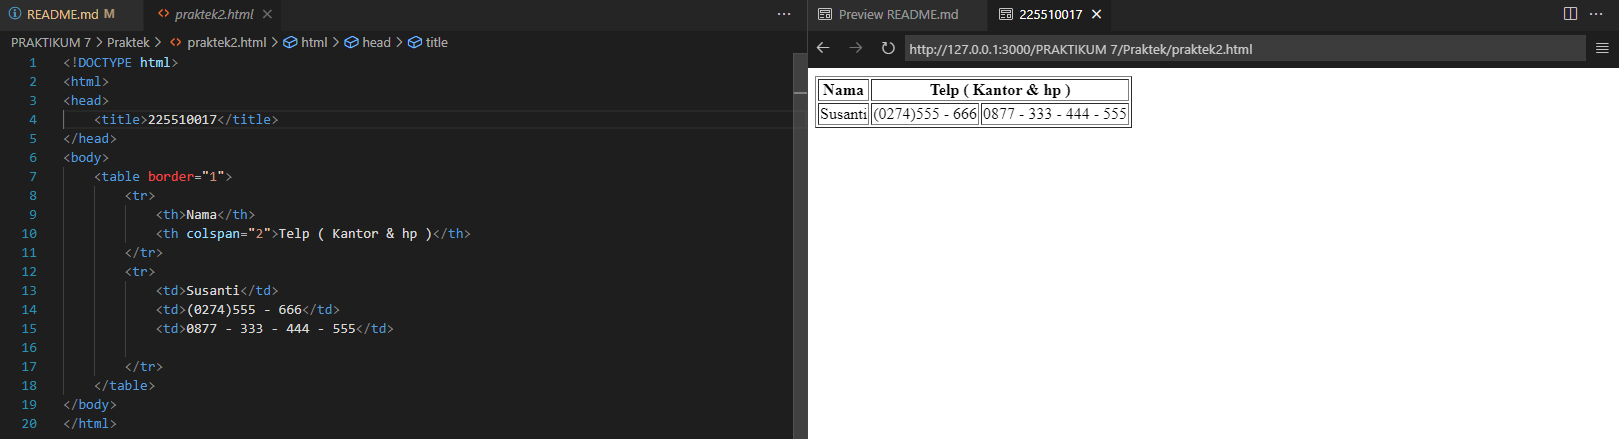 README.md M praktek2.html
PRAKTIKUM 7 > Praktek > praktek2.html > html > head > title
1 <!DOCTYPE html>
2 <html>
3 <head>
4 <title>225510017</title>
5 </head>
6 <body>
7 <table border="1">
8 <tr>
9 <th>Nama</th>
10 <th colspan="2">Telp ( Kantor & hp )</th>
11 </tr>
12 <tr>
13 <td>Susanti</td>
14 <td>(0274)555 - 666</td>
15 <td>0877 - 333 - 444 - 555</td>
16
17 </tr>
18 </table>
19 </body>
20 </html>
Preview README.md 225510017
http://127.0.0.1:3000/PRAKTIKUM 7/Praktek/praktek2.html
Nama Telp ( Kantor & hp )
Susanti (0274)555 - 666 0877 - 333 - 444 - 555